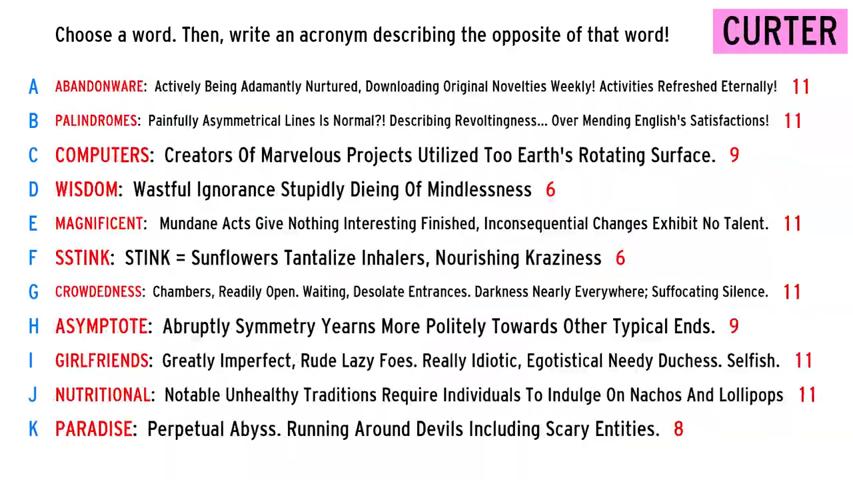 Choose a word. Then, write an acronym describing the opposite of that word!
CURTER
A ABANDONWARE: Actively Being Adamantly Nurtured, Downloading Original Novelties Weekly! Activities Refreshed Eternally! 11
B PALINDROMES: Painfully Asymmetrical Lines Is Normal?! Describing Revoltingness... Over Mending English's Satisfactions! 11
C COMPUTERS: Creators Of Marvelous Projects Utilized Too Earth's Rotating Surface. 9
D WISDOM: Wastful Ignorance Stupidly Dieing Of Mindlessness 6
E MAGNIFICENT: Mundane Acts Give Nothing Interesting Finished, Inconsequential Changes Exhibit No Talent. 11
F SSTINK: STINK = Sunflowers Tantalize Inhalers, Nourishing Kraziness 6
G CROWDEDNESS: Chambers, Readily Open. Waiting, Desolate Entrances. Darkness Nearly Everywhere; Suffocating Silence. 11
H ASYMPTOTE: Abruptly Symmetry Yearns More Politely Towards Other Typical Ends. 9
I GIRLFRIENDS: Greatly Imperfect, Rude Lazy Foes. Really Idiotic, Egotistical Needy Duchess. Selfish. 11
J NUTRITIONAL: Notable Unhealthy Traditions Require Individuals To Indulge On Nachos And Lollipops 11
K PARADISE: Perpetual Abyss. Running Around Devils Including Scary Entities. 8